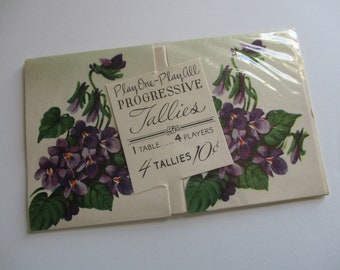 Play One-Play All
PROGRESSIVE
Tallies
1 TABLE.....4 PLAYERS
4 TALLIES 10¢